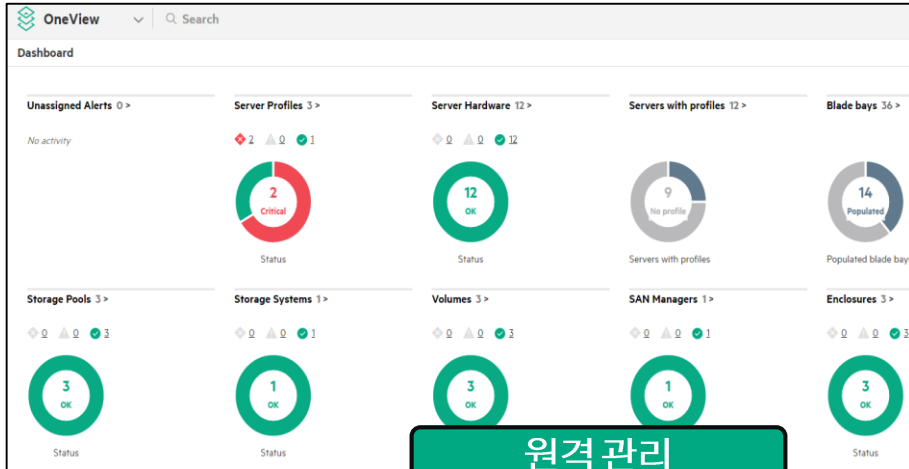 OneView Search
Dashboard
Unassigned Alerts 0 > Server Profiles 3 > Server Hardware 12 > Servers with profiles 12 > Blade bays 36 >
No activity 2 0 1 0 0 12
2 12 9 14
Critical OK No profile Populated
Status Status Servers with profiles Populated blade bays
Storage Pools 3 > Storage Systems 1 > Volumes 3 > SAN Managers 1 > Enclosures 3 >
0 0 3 0 0 1 0 0 3 0 0 1 0 0 3
3 1 3 1 3
OK OK OK OK OK
Status Status Status
원격 관리